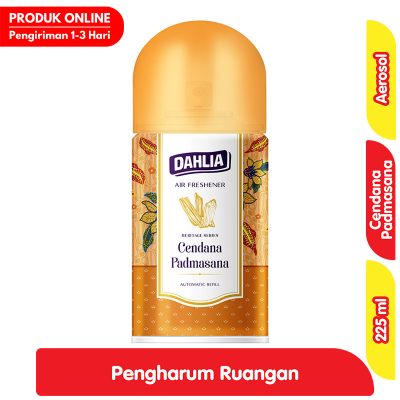 PRODUK ONLINE
Pengiriman 1-3 Hari
DAHLIA
AIR FRESHENER
HERITAGE SERIES
Cendana
Padmasana
AUTOMATIC REFILL
Aerosol
Cendana
Padmasana
225 ml
Pengharum Ruangan